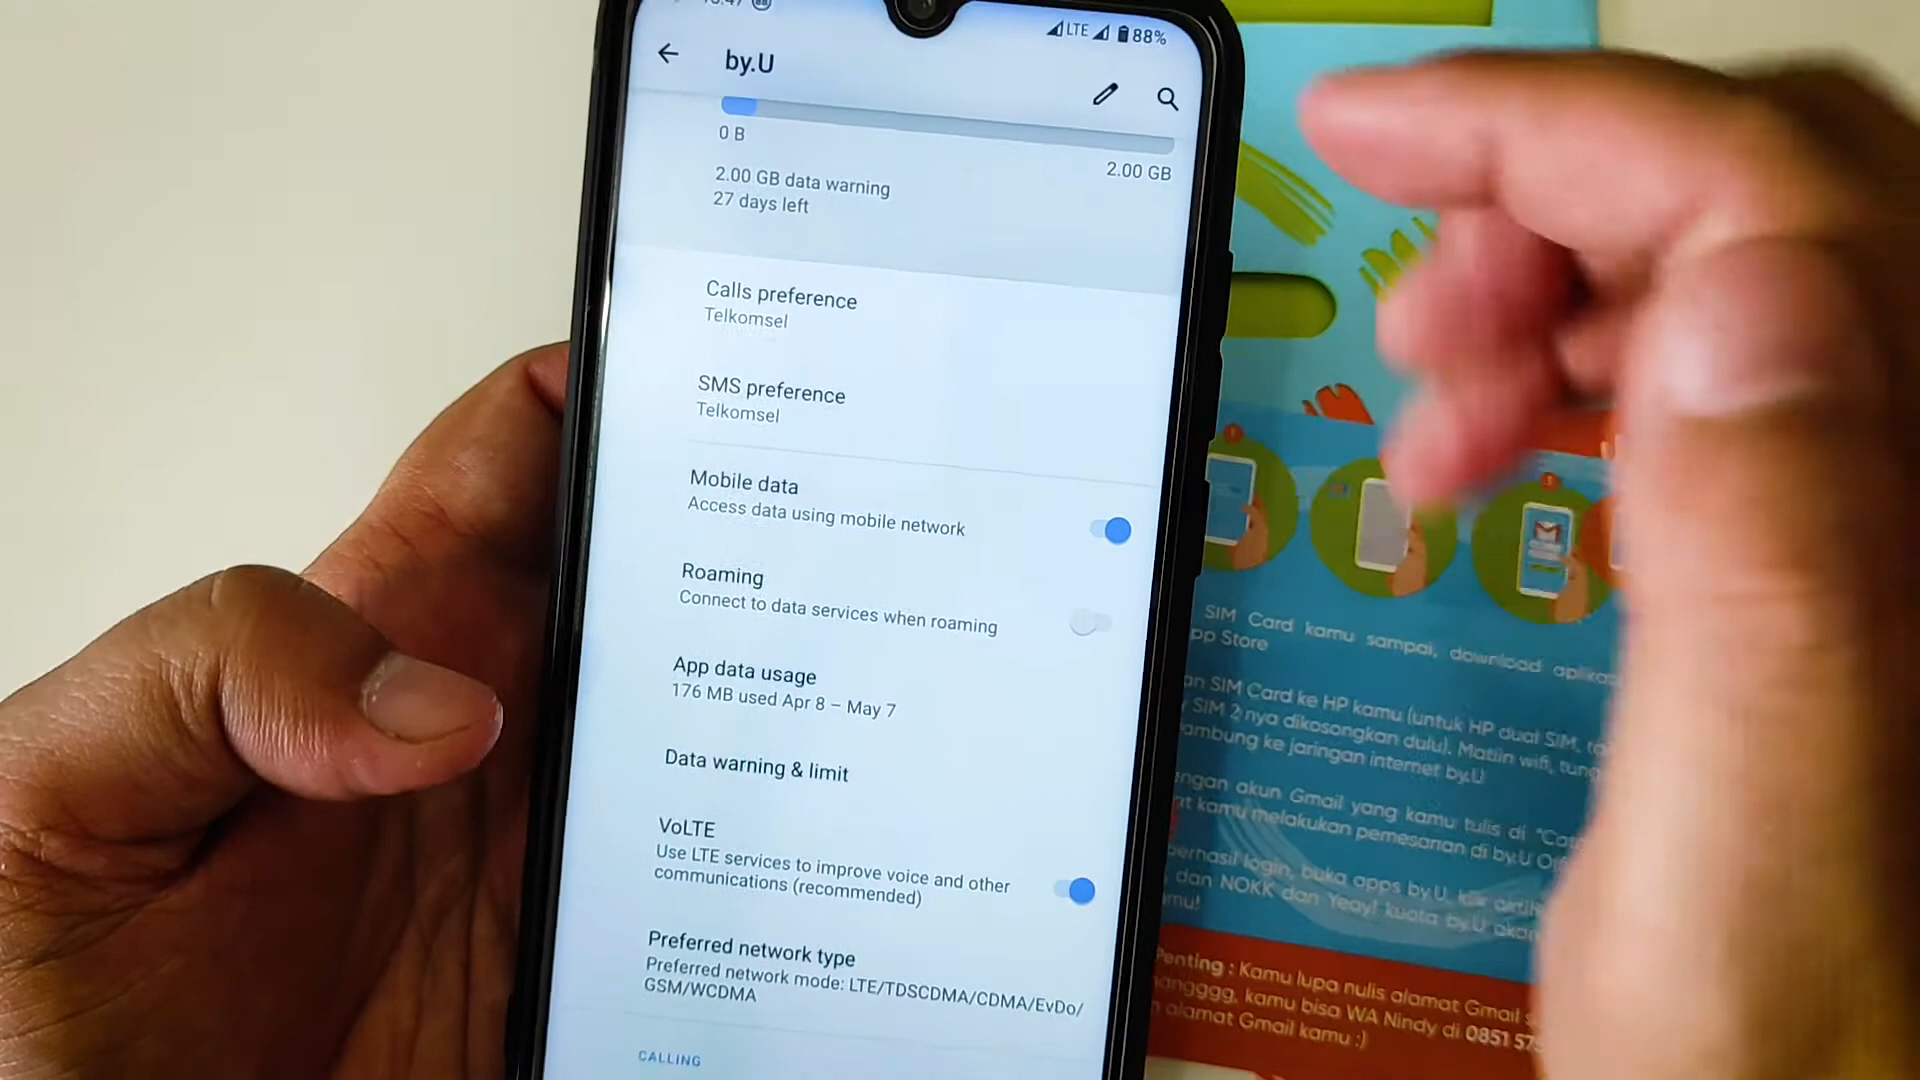 LTE 88%
by.U
0 B
2.00 GB
2.00 GB data warning
27 days left
Calls preference
Telkomsel
SMS preference
Telkomsel
Mobile data
Access data using mobile network
Roaming
Connect to data services when roaming
App data usage
176 MB used Apr 8 – May 7
Data warning & limit
VoLTE
Use LTE services to improve voice and other
communications (recommended)
Preferred network type
Preferred network mode: LTE/TDSCDMA/CDMA/EvDo/
GSM/WCDMA
CALLING
SIM Card kamu sampai, download
Store
SIM Card ke HP kamu (untuk HP dual SIM,
SIM 2 nya dikosongkan dulu). Matiin wifi,
ke jaringan internet by.U
akun Gmail yang kamu tulis di
kamu melakukan pemesanan di by.U
login, buka apps by.U, klik
dan NOKK dan Yeay! kuota by.U
Penting : Kamu lupa nulis alamat Gmail
kamu bisa WA Nindy di 0851
alamat Gmail kamu :)